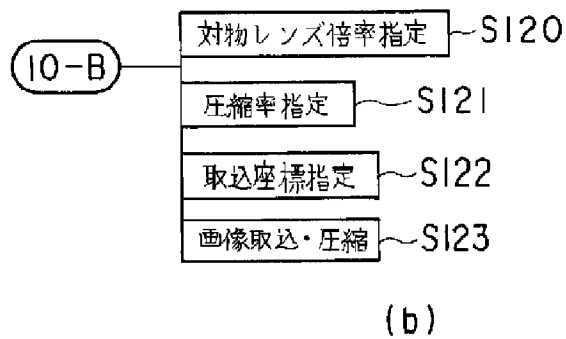 対物レンズ倍率指定 S120
10-B
圧縮率指定 S121
取込座標指定 S122
画像取込・圧縮 S123
(b)